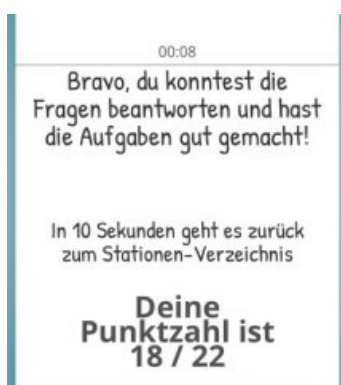 00:08
Bravo, du konntest die
Fragen beantworten und hast
die Aufgaben gut gemacht!
In 10 Sekunden geht es zurück
zum Stationen-Verzeichnis
Deine
Punktzahl ist
18 / 22